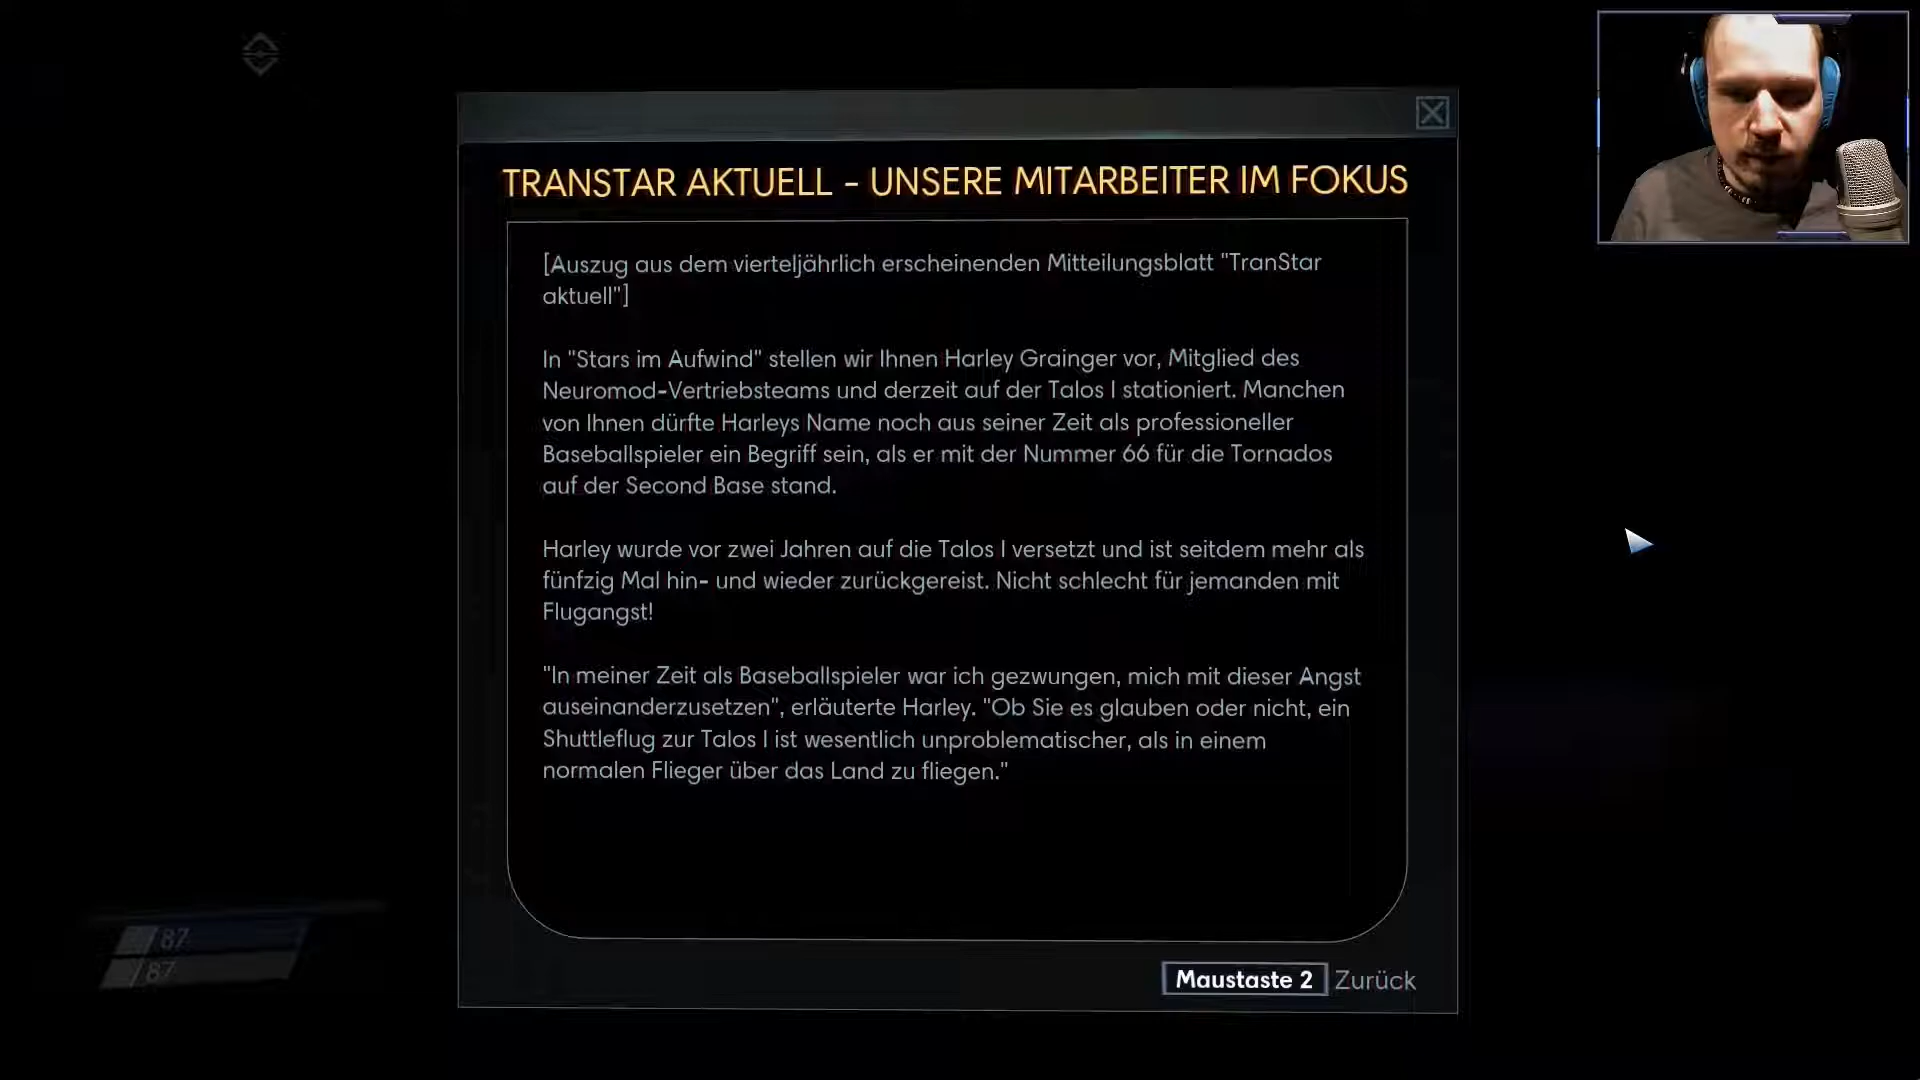 TRANSTAR AKTUELL - UNSERE MITARBEITER IM FOKUS
[Auszug aus dem vierteljährlich erscheinenden Mitteilungsblatt "TranStar
aktuell"]
In "Stars im Aufwind" stellen wir Ihnen Harley Grainger vor, Mitglied des
Neuromod-Vertriebsteams und derzeit auf der Talos I stationiert. Manchen
von Ihnen dürfte Harleys Name noch aus seiner Zeit als professioneller
Baseballspieler ein Begriff sein, als er mit der Nummer 66 für die Tornados
auf der Second Base stand.
Harley wurde vor zwei Jahren auf die Talos I versetzt und ist seitdem mehr als
fünfzig Mal hin- und wieder zurückgereist. Nicht schlecht für jemanden mit
Flugangst!
"In meiner Zeit als Baseballspieler war ich gezwungen, mich mit dieser Angst
auseinanderzusetzen", erläuterte Harley. "Ob Sie es glauben oder nicht, ein
Shuttleflug zur Talos I ist wesentlich unproblematischer, als in einem
normalen Flieger über das Land zu fliegen."
87
87
Maustaste 2 Zurück